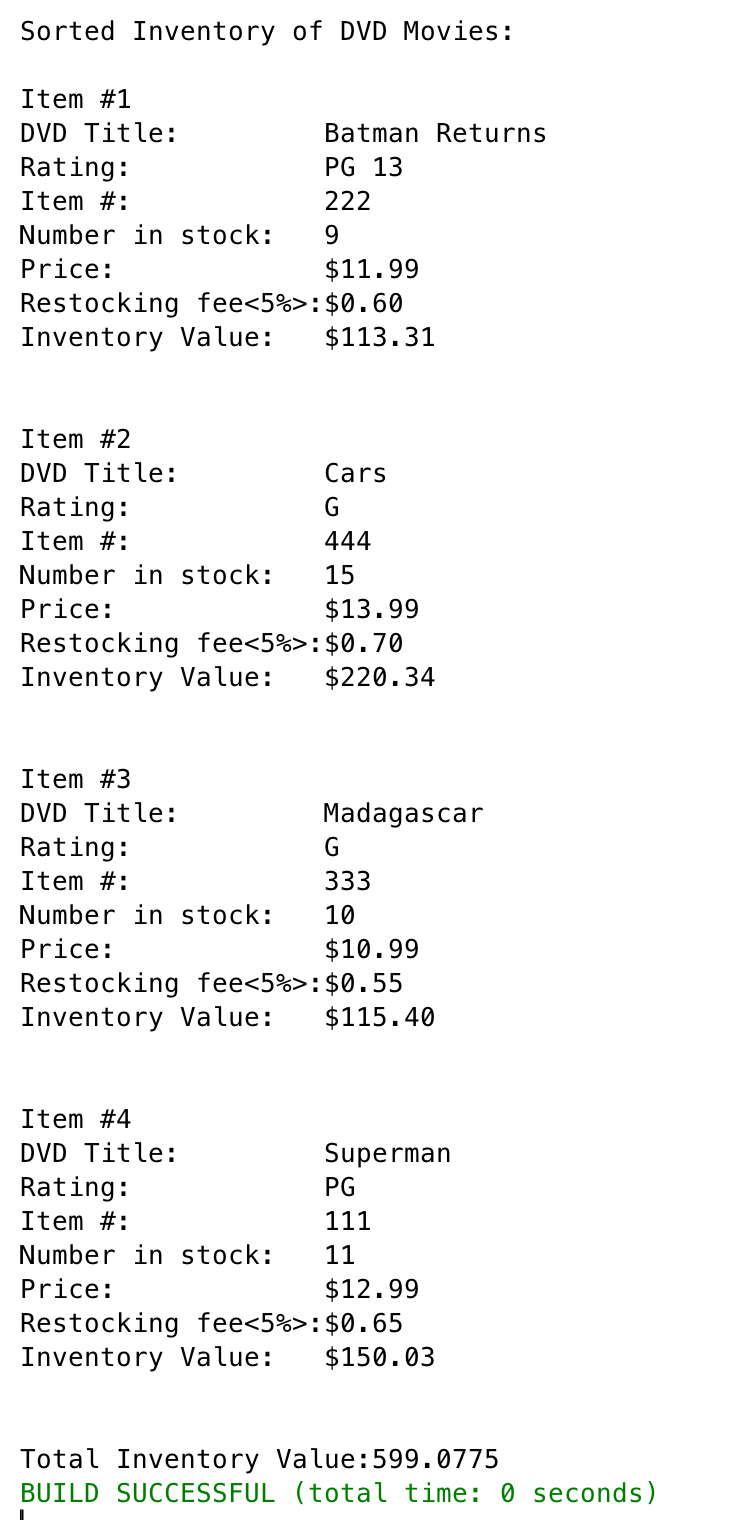 Sorted Inventory of DVD Movies:
Item #1
DVD Title: Batman Returns
Rating: PG 13
Item #: 222
Number in stock: 9
Price: $11.99
Restocking fee<5%>:$0.60
Inventory Value: $113.31
Item #2
DVD Title: Cars
Rating: G
Item #: 444
Number in stock: 15
Price: $13.99
Restocking fee<5%>:$0.70
Inventory Value: $220.34
Item #3
DVD Title: Madagascar
Rating: G
Item #: 333
Number in stock: 10
Price: $10.99
Restocking fee<5%>:$0.55
Inventory Value: $115.40
Item #4
DVD Title: Superman
Rating: PG
Item #: 111
Number in stock: 11
Price: $12.99
Restocking fee<5%>:$0.65
Inventory Value: $150.03
Total Inventory Value:599.0775
BUILD SUCCESSFUL (total time: 0 seconds)